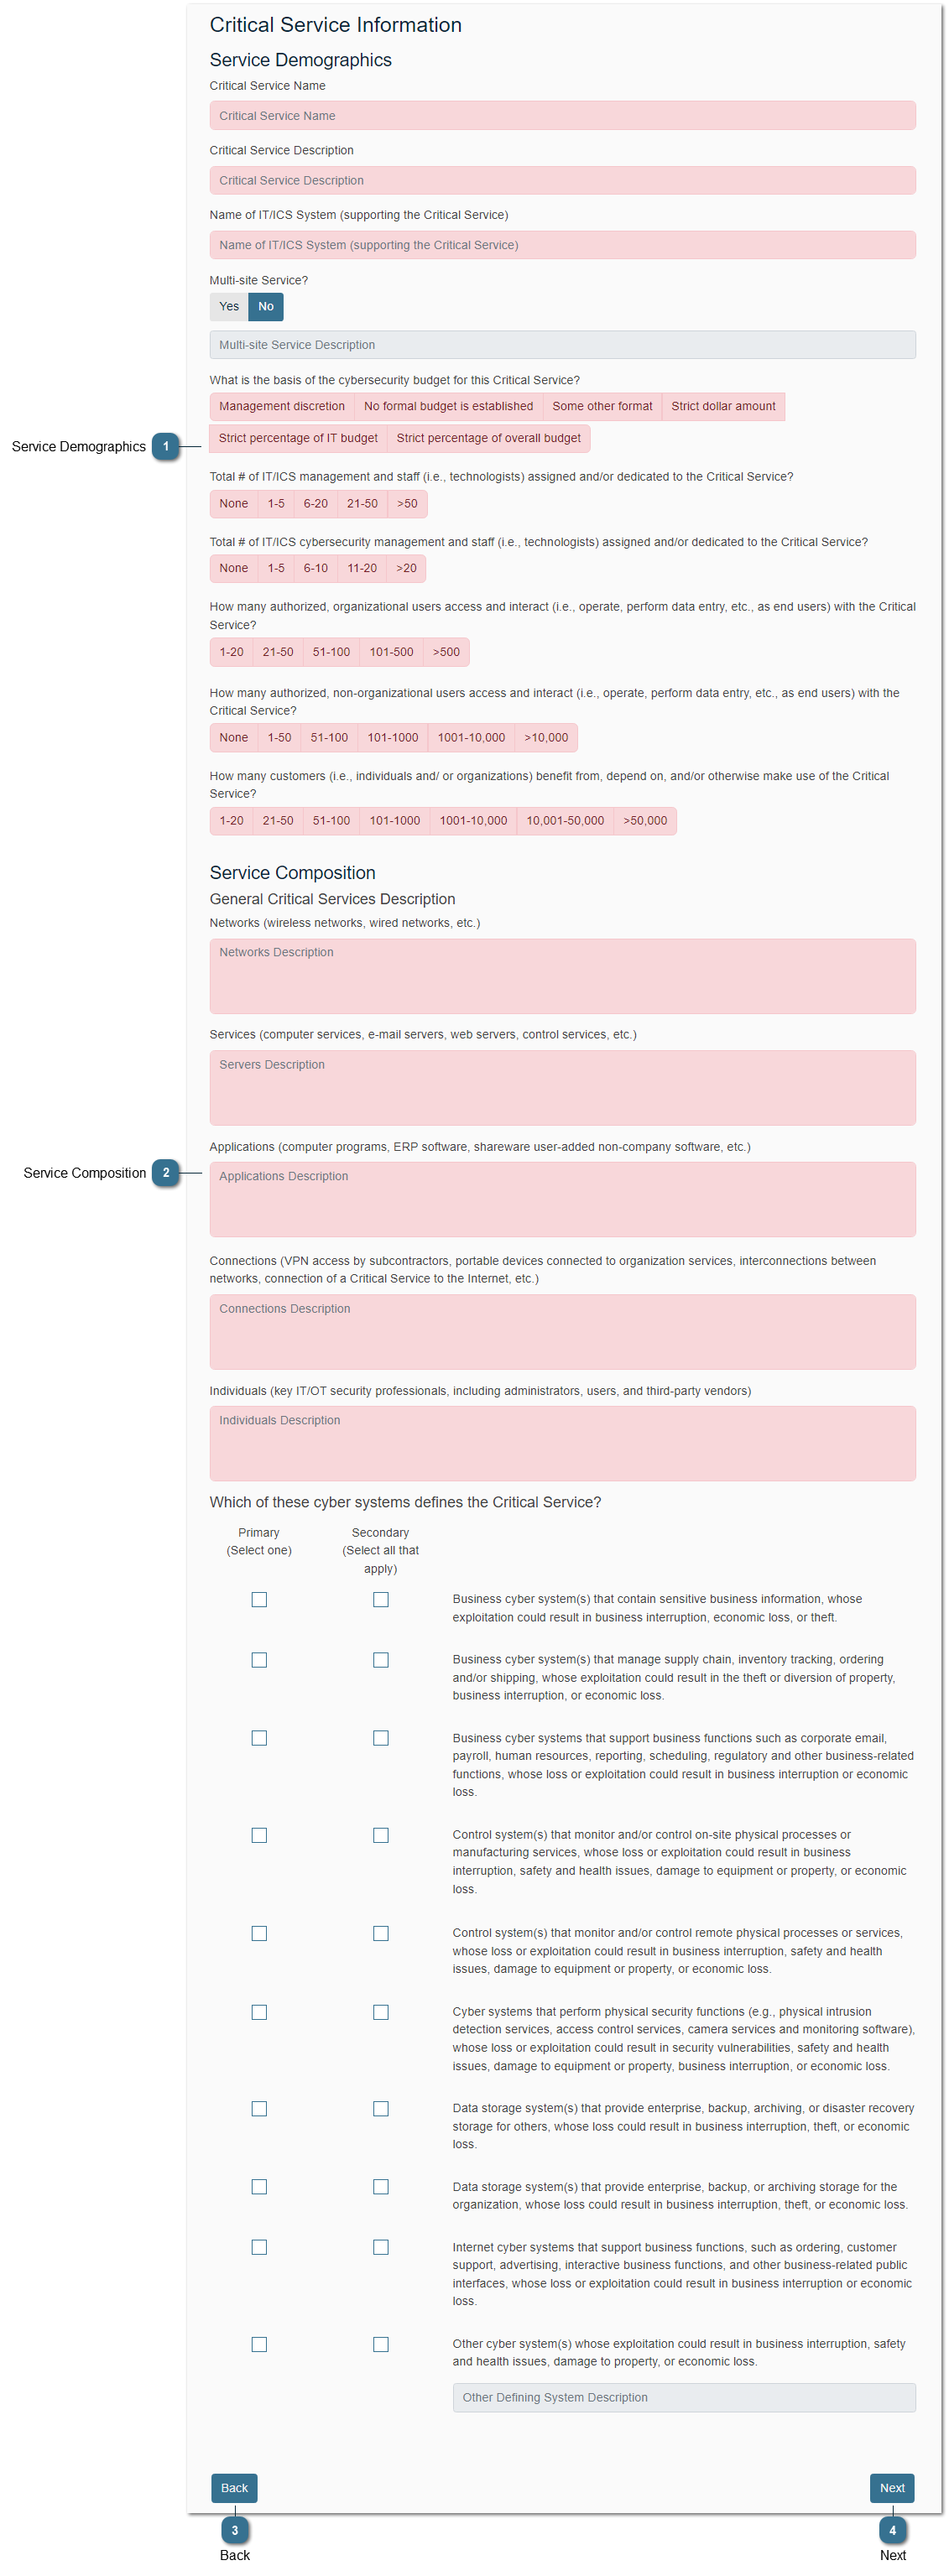 Critical Service Information
Service Demographics
Critical Service Name
Critical Service Name
Critical Service Description
Critical Service Description
Name of IT/ICS System (supporting the Critical Service)
Name of IT/ICS System (supporting the Critical Service)
Multi-site Service?
Yes No
Multi-site Service Description
What is the basis of the cybersecurity budget for this Critical Service?
Management discretion No formal budget is established Some other format Strict dollar amount
Strict percentage of IT budget Strict percentage of overall budget
Service Demographics 1
Total # of IT/ICS management and staff (i.e., technologists) assigned and/or dedicated to the Critical Service?
None 1-5 6-20 21-50 >50
Total # of IT/ICS cybersecurity management and staff (i.e., technologists) assigned and/or dedicated to the Critical Service?
None 1-5 6-10 11-20 >20
How many authorized, organizational users access and interact (i.e., operate, perform data entry, etc., as end users) with the Critical
Service?
1-20 21-50 51-100 101-500 >500
How many authorized, non-organizational users access and interact (i.e., operate, perform data entry, etc., as end users) with the
Critical Service?
None 1-50 51-100 101-1000 1001-10,000 >10,000
How many customers (i.e., individuals and/ or organizations) benefit from, depend on, and/or otherwise make use of the Critical
Service?
1-20 21-50 51-100 101-1000 1001-10,000 10,001-50,000 >50,000
Service Composition
General Critical Services Description
Networks (wireless networks, wired networks, etc.)
Networks Description
Services (computer services, e-mail servers, web servers, control services, etc.)
Servers Description
Applications (computer programs, ERP software, shareware user-added non-company software, etc.)
Service Composition 2
Applications Description
Connections (VPN access by subcontractors, portable devices connected to organization services, interconnections between
networks, connection of a Critical Service to the Internet, etc.)
Connections Description
Individuals (key IT/OT security professionals, including administrators, users, and third-party vendors)
Individuals Description
Which of these cyber systems defines the Critical Service?
Primary
(Select one)
Secondary
(Select all that
apply)
Business cyber system(s) that contain sensitive business information, whose
exploitation could result in business interruption, economic loss, or theft.
Business cyber system(s) that manage supply chain, inventory tracking, ordering
and/or shipping, whose exploitation could result in the theft or diversion of property,
business interruption, or economic loss.
Business cyber systems that support business functions such as corporate email,
payroll, human resources, reporting, scheduling, regulatory and other business-related
functions, whose loss or exploitation could result in business interruption or economic
loss.
Control system(s) that monitor and/or control on-site physical processes or
manufacturing services, whose loss or exploitation could result in business
interruption, safety and health issues, damage to equipment or property, or economic
loss.
Control system(s) that monitor and/or control remote physical processes or services,
whose loss or exploitation could result in business interruption, safety and health
issues, damage to equipment or property, or economic loss.
Cyber systems that perform physical security functions (e.g., physical intrusion
detection services, access control services, camera services and monitoring software),
whose loss or exploitation could result in security vulnerabilities, safety and health
issues, damage to equipment or property, business interruption, or economic loss.
Data storage system(s) that provide enterprise, backup, archiving, or disaster recovery
storage for others, whose loss could result in business interruption, theft, or economic
loss.
Data storage system(s) that provide enterprise, backup, or archiving storage for the
organization, whose loss could result in business interruption, theft, or economic loss.
Internet cyber systems that support business functions, such as ordering, customer
support, advertising, interactive business functions, and other business-related public
interfaces, whose loss or exploitation could result in business interruption or economic
loss.
Other cyber system(s) whose exploitation could result in business interruption, safety
and health issues, damage to property, or economic loss.
Other Defining System Description
Back Next
3 4
Back Next